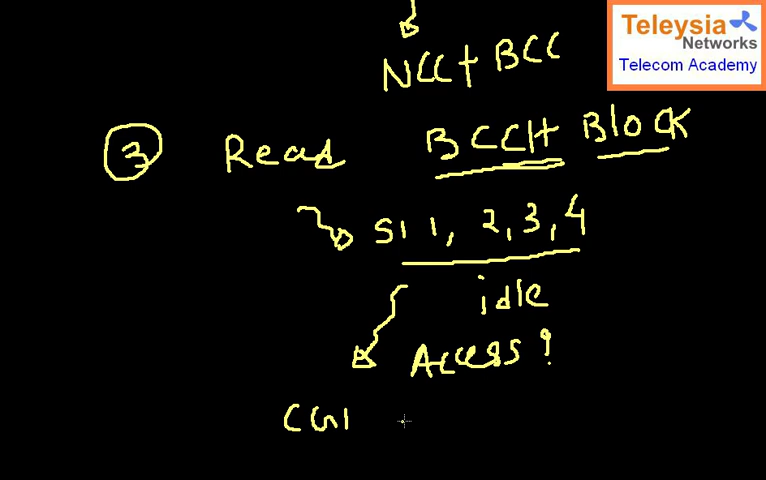 Teleysia
Networks
Telecom Academy
NCC + BCC
3 Read BCCH Block
SI 1, 2, 3, 4
idle
Access ?
CGI